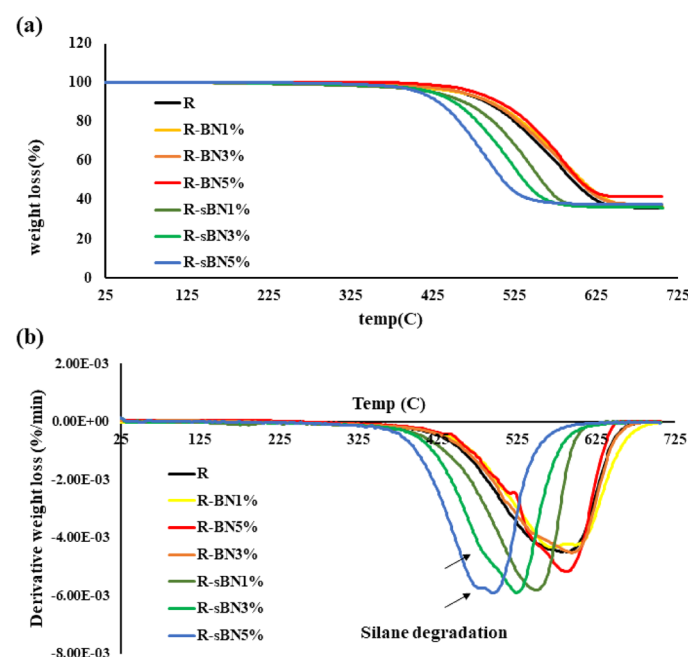 (a)
120
100
80
60
40
20
0
weight loss(%)
R
R-BN1%
R-BN3%
R-BN5%
R-sBN1%
R-sBN3%
R-sBN5%
25 125 225 325 425 525 625 725
temp(C)
(b)
2.00E-03
0.00E+00
-2.00E-03
-4.00E-03
-6.00E-03
-8.00E-03
Derivative weight loss (%/min)
Temp (C)
25 125 225 325 425 525 625 725
R
R-BN1%
R-BN5%
R-BN3%
R-sBN1%
R-sBN3%
R-sBN5%
Silane degradation